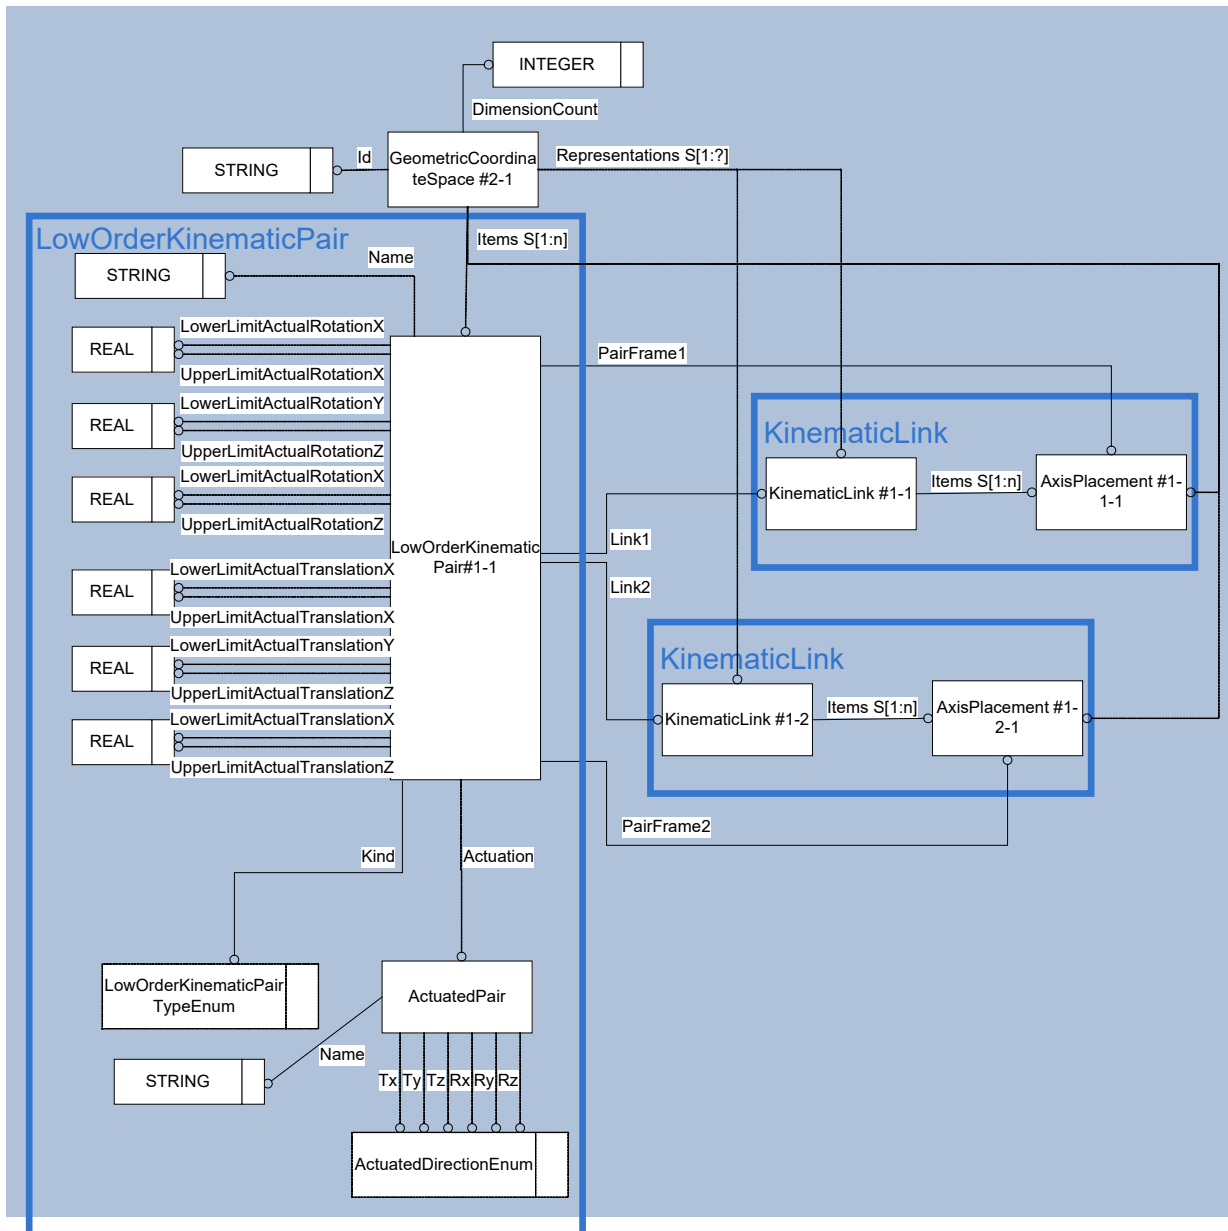 INTEGER
DimensionCount
STRING
Id
GeometricCoordina
teSpace #2-1
Representations S[1:?]
LowOrderKinematicPair
Items S[1:n]
Name
STRING
REAL
LowerLimitActualRotationX
UpperLimitActualRotationX
REAL
LowerLimitActualRotationY
UpperLimitActualRotationZ
REAL
LowerLimitActualRotationX
UpperLimitActualRotationZ
REAL
LowerLimitActualTranslationX
UpperLimitActualTranslationX
REAL
LowerLimitActualTranslationY
UpperLimitActualTranslationZ
REAL
LowerLimitActualTranslationX
UpperLimitActualTranslationZ
LowOrderKinematic
Pair#1-1
PairFrame1
KinematicLink
KinematicLink #1-1
Items S[1:n]
AxisPlacement #1-
1-1
Link1
Link2
KinematicLink
KinematicLink #1-2
Items S[1:n]
AxisPlacement #1-
2-1
PairFrame2
Kind
Actuation
LowOrderKinematicPair
TypeEnum
ActuatedPair
Name
STRING
Tx
Ty
Tz
Rx
Ry
Rz
ActuatedDirectionEnum